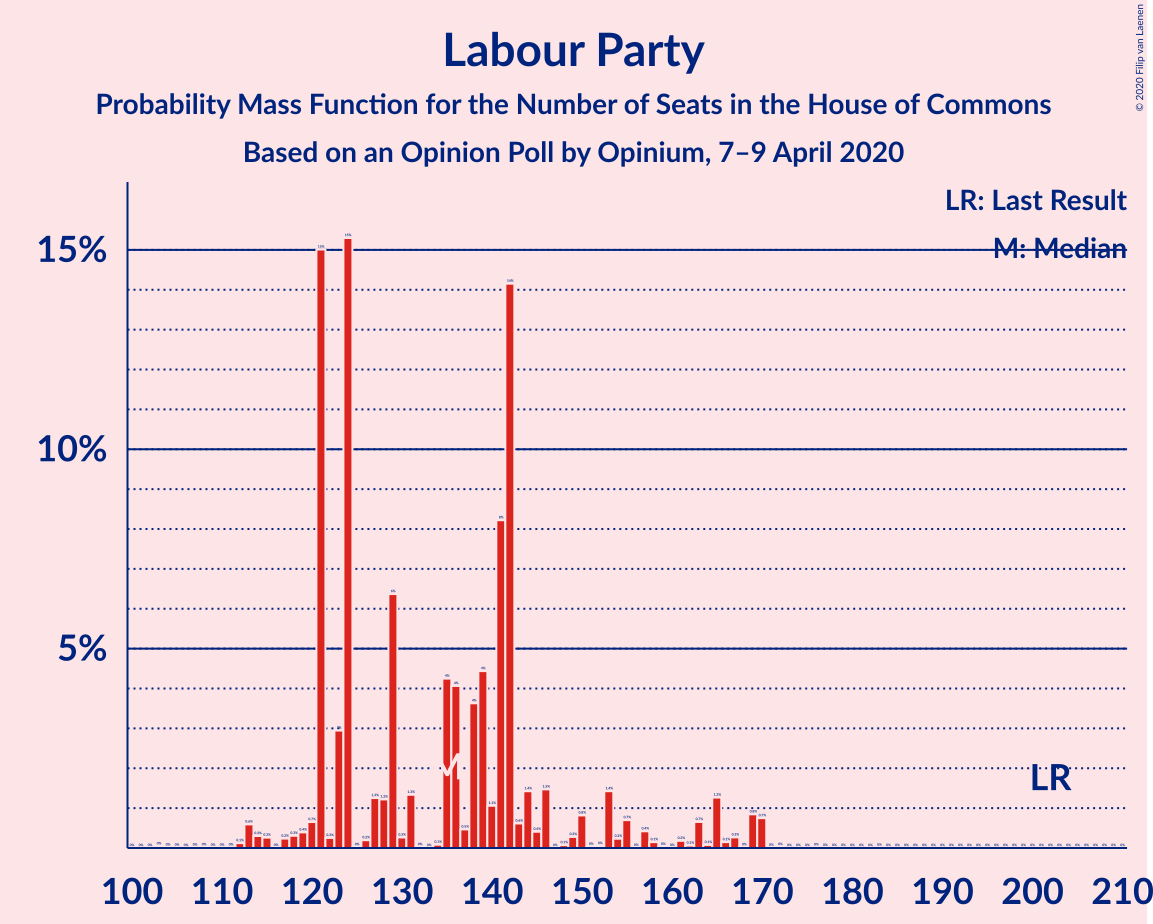 Labour Party
Probability Mass Function for the Number of Seats in the House of Commons
Based on an Opinion Poll by Opinium, 7–9 April 2020
© 2020 Filip van Laenen
LR: Last Result
M: Median
15%
10%
5%
M
LR
100 110 120 130 140 150 160 170 180 190 200 210